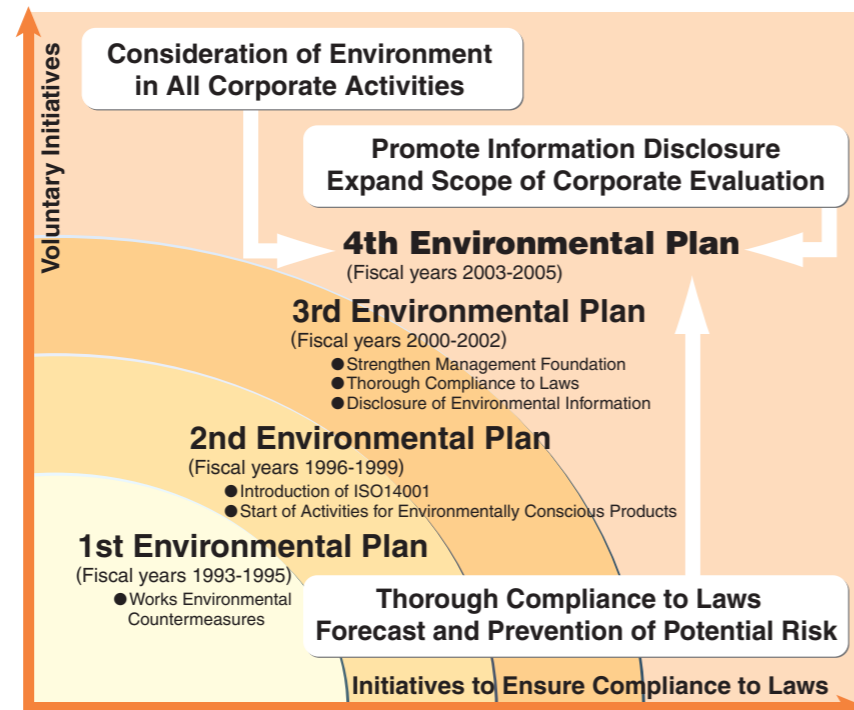 Voluntary Initiatives
Consideration of Environment
in All Corporate Activities
Promote Information Disclosure
Expand Scope of Corporate Evaluation
4th Environmental Plan
(Fiscal years 2003-2005)
3rd Environmental Plan
(Fiscal years 2000-2002)
●Strengthen Management Foundation
●Thorough Compliance to Laws
●Disclosure of Environmental Information
2nd Environmental Plan
(Fiscal years 1996-1999)
●Introduction of ISO14001
●Start of Activities for Environmentally Conscious Products
1st Environmental Plan
(Fiscal years 1993-1995)
●Works Environmental
Countermeasures
Thorough Compliance to Laws
Forecast and Prevention of Potential Risk
Initiatives to Ensure Compliance to Laws